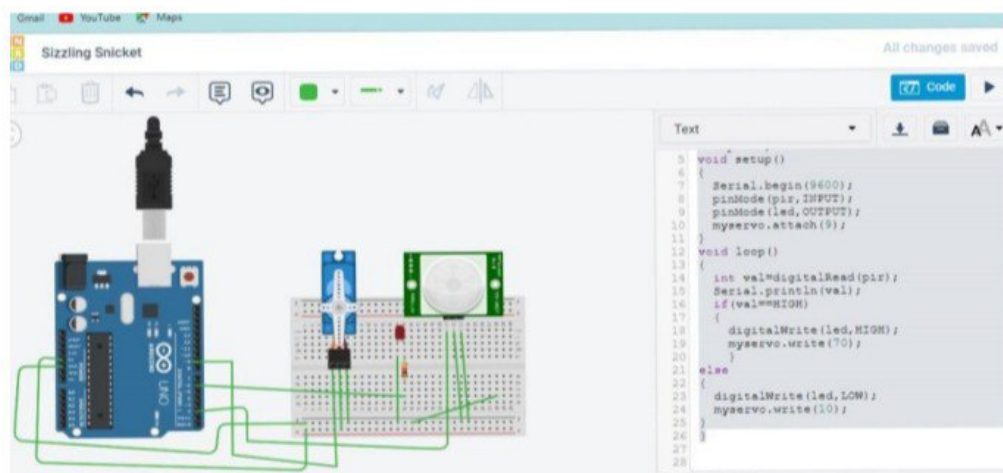 Gmail YouTube Maps
Sizzling Snicket
All changes saved
Code
Text
5 void setup()
6 {
7 Serial.begin(9600);
8 pinMode(pir,INPUT);
9 pinMode(led,OUTPUT);
10 myservo.attach(9);
11 }
12 void loop()
13 {
14 int val=digitalRead(pir);
15 Serial.println(val);
16 if(val==HIGH)
17 {
18 digitalWrite(led,HIGH);
19 myservo.write(70);
20 }
21 else
22 {
23 digitalWrite(led,LOW);
24 myservo.write(10);
25 }
26 }
27
28
UNO